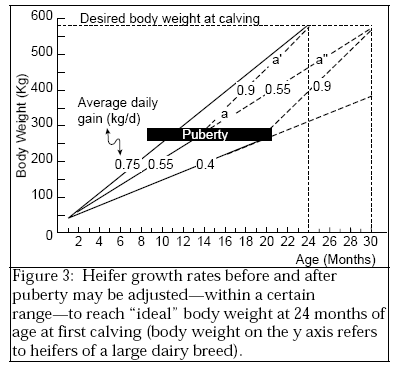 600
Desired body weight at calving
500
a' a"
0.9 0.55 0.9
Average daily
gain (kg/d)
a
400
300
Puberty
200
0.75 0.55 0.4
100
0
Body Weight (Kg)
2 4 6 8 10 12 14 16 18 20 22 24 26 28 30
Age (Months)
Figure 3: Heifer growth rates before and after
puberty may be adjusted—within a certain
range—to reach “ideal” body weight at 24 months of
age at first calving (body weight on the y axis refers
to heifers of a large dairy breed).